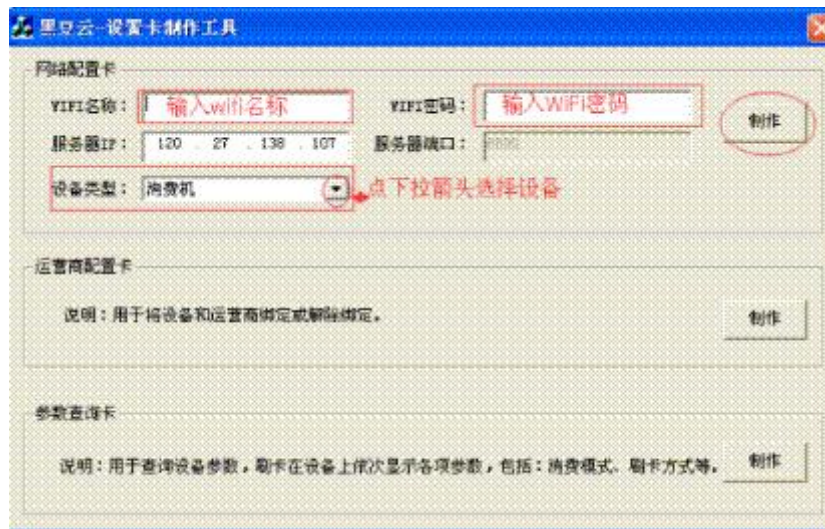 黑豆云-设置卡制作工具
网络配置卡
WIFI名称: 输入wifi名称 WIFI密码: 输入WiFi密码 制作
服务器IP: 120 . 27 . 138 . 107 服务器端口:
设备类型: 消费机 点下拉箭头选择设备
运营商配置卡
说明:用于将设备和运营商绑定或解除绑定。 制作
参数查询卡
说明:用于查询设备参数,刷卡在设备上依次显示各项参数,包括:消费模式、刷卡方式等。 制作